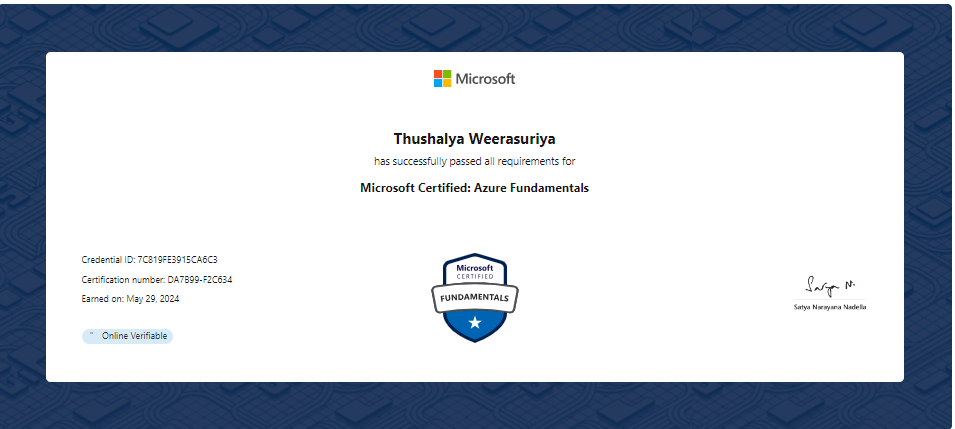 Microsoft
Thushalya Weerasuriya
has successfully passed all requirements for
Microsoft Certified: Azure Fundamentals
Credential ID: 7C819FE3915CA6C3
Certification number: DA7B99-F2C634
Earned on: May 29, 2024
Online Verifiable
Microsoft
CERTIFIED
FUNDAMENTALS
Satya N.
Satya Narayana Nadella